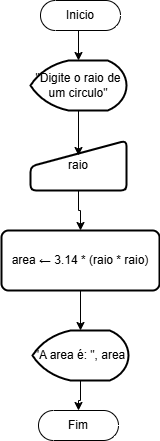 Inicio
"Digite o raio de
um circulo"
raio
area ← 3.14 * (raio * raio)
"A area é: ", area
Fim